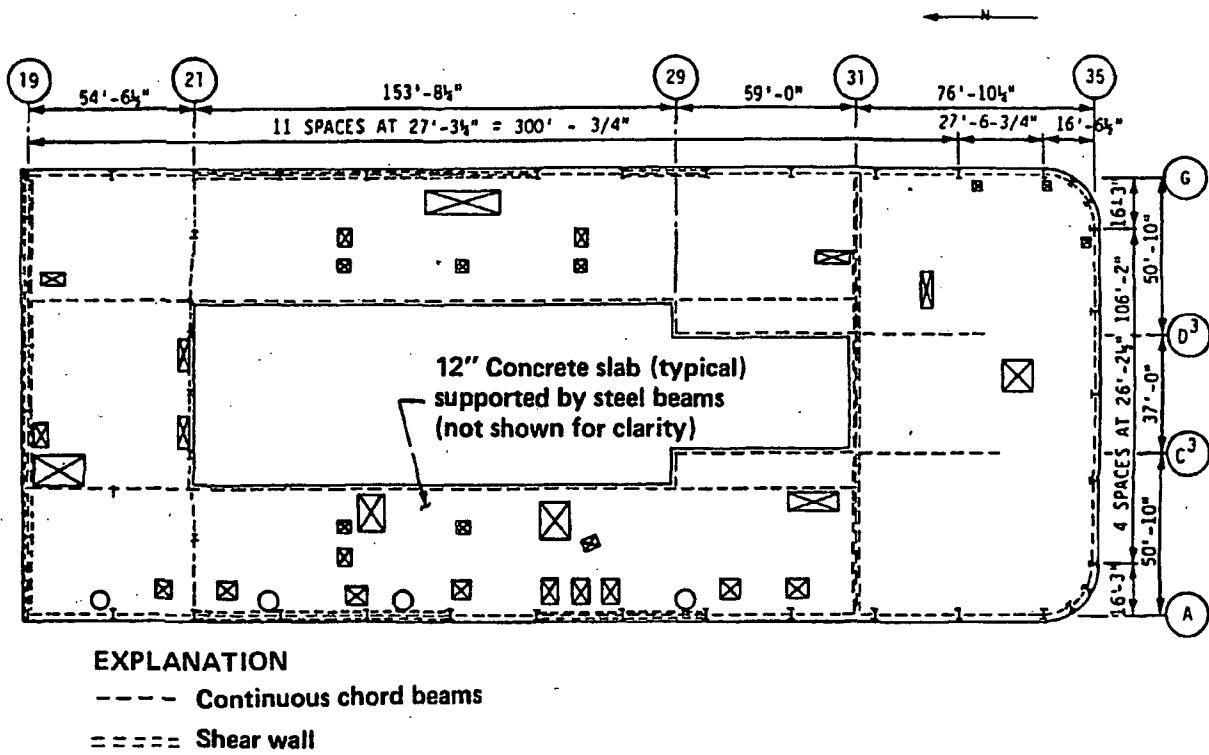 N
19
21
29
31
35
54'-6½"
153'-8¼"
59'-0"
76'-10¼"
11 SPACES AT 27'-3¼" = 300' - 3/4"
27'-6-3/4"
16'-6½"
G
16'-3"
50'-10"
106'-2"
D3
12" Concrete slab (typical)
supported by steel beams
(not shown for clarity)
37'-0"
4 SPACES AT 26'-2½"
C3
50'-10"
16'-3"
A
EXPLANATION
Continuous chord beams
Shear wall